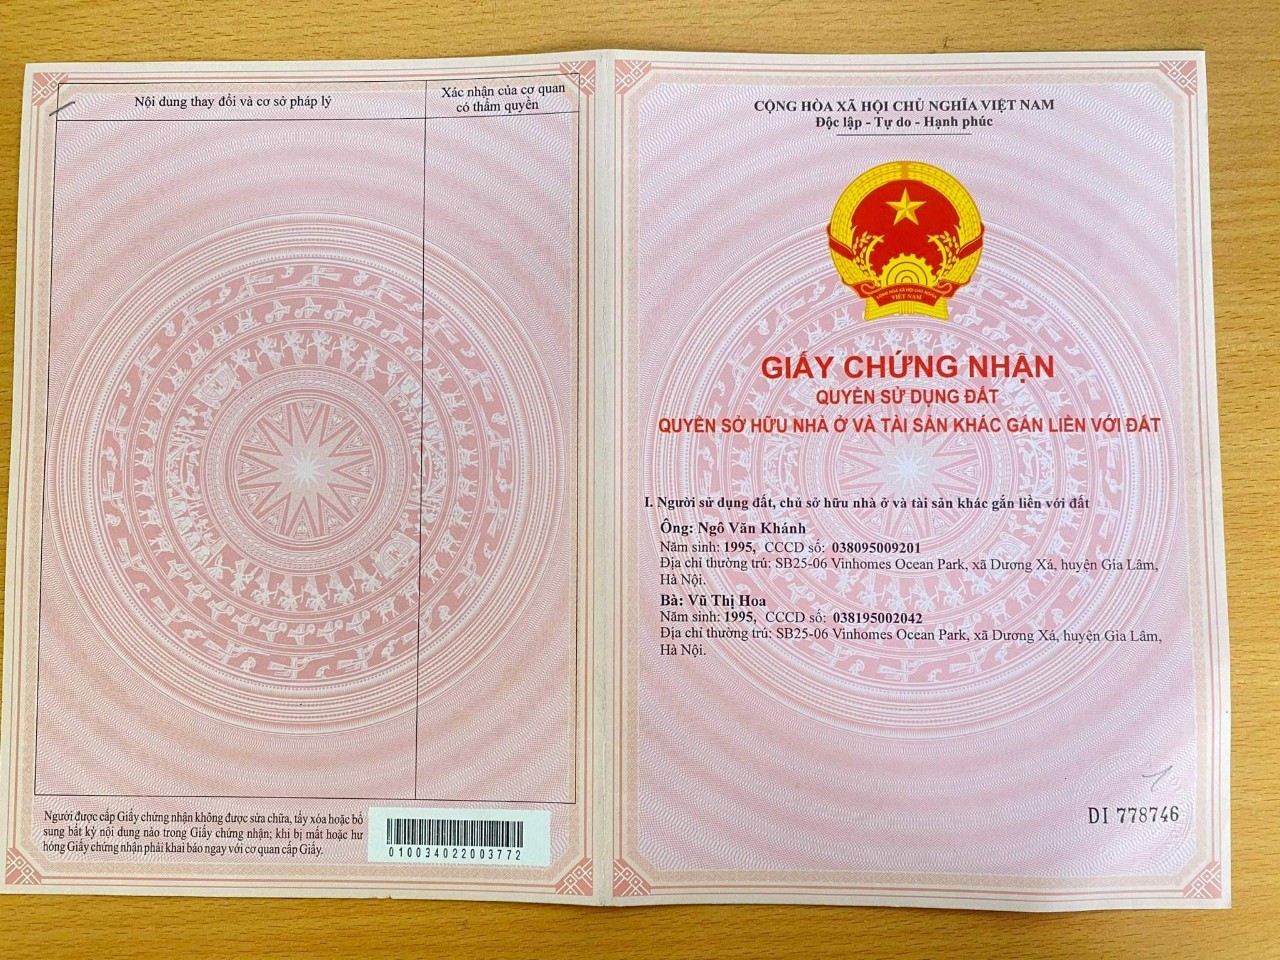 Nội dung thay đổi và cơ sở pháp lý
Xác nhận của cơ quan
có thẩm quyền
Người được cấp Giấy chứng nhận không được sửa chữa, tẩy xóa hoặc bổ
sung bất kỳ nội dung nào trong Giấy chứng nhận; khi bị mất hoặc hư
hỏng Giấy chứng nhận phải khai báo ngay với cơ quan cấp Giấy.
010034022003772
CỘNG HÒA XÃ HỘI CHỦ NGHĨA VIỆT NAM
Độc lập - Tự do - Hạnh phúc
CỘNG HÒA XÃ HỘI CHỦ NGHĨA
VIỆT NAM
GIẤY CHỨNG NHẬN
QUYỀN SỬ DỤNG ĐẤT
QUYỀN SỞ HỮU NHÀ Ở VÀ TÀI SẢN KHÁC GẮN LIỀN VỚI ĐẤT
I. Người sử dụng đất, chủ sở hữu nhà ở và tài sản khác gắn liền với đất
Ông: Ngô Văn Khánh
Năm sinh: 1995, CCCD số: 038095009201
Địa chỉ thường trú: SB25-06 Vinhomes Ocean Park, xã Dương Xá, huyện Gia Lâm,
Hà Nội.
Bà: Vũ Thị Hoa
Năm sinh: 1995, CCCD số: 038195002042
Địa chỉ thường trú: SB25-06 Vinhomes Ocean Park, xã Dương Xá, huyện Gia Lâm,
Hà Nội.
DI 778746